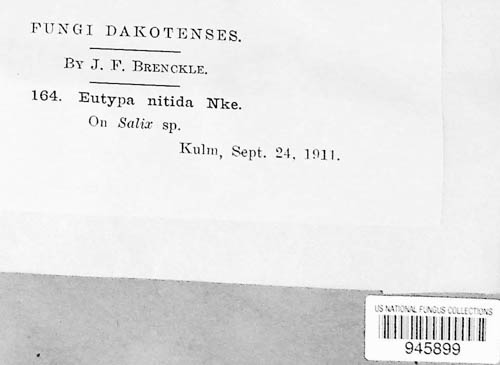 FUNGI DAKOTENSES.
BY J. F. BRENCKLE.
164. Eutypa nitida Nke.
On Salix sp.
Kulm, Sept. 24, 1911.
US NATIONAL FUNGUS COLLECTIONS
945899